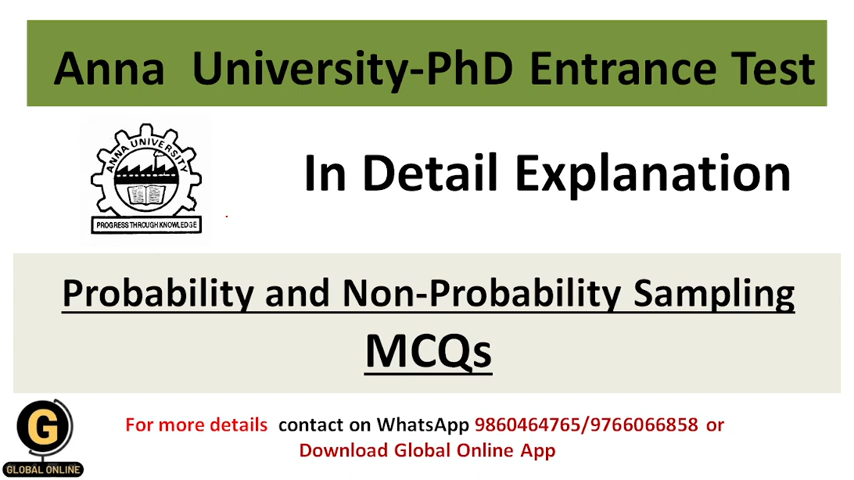 Anna University-PhD Entrance Test
ANNA UNIVERSITY
PROGRESS THROUGH KNOWLEDGE
In Detail Explanation
Probability and Non-Probability Sampling
MCQs
G
GLOBAL ONLINE
For more details contact on WhatsApp 9860464765/9766066858 or
Download Global Online App